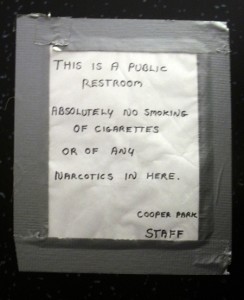 THIS IS A PUBLIC
RESTROOM
ABSOLUTELY NO SMOKING
OF CIGARETTES
OR OF ANY
NARCOTICS IN HERE.
COOPER PARK
STAFF